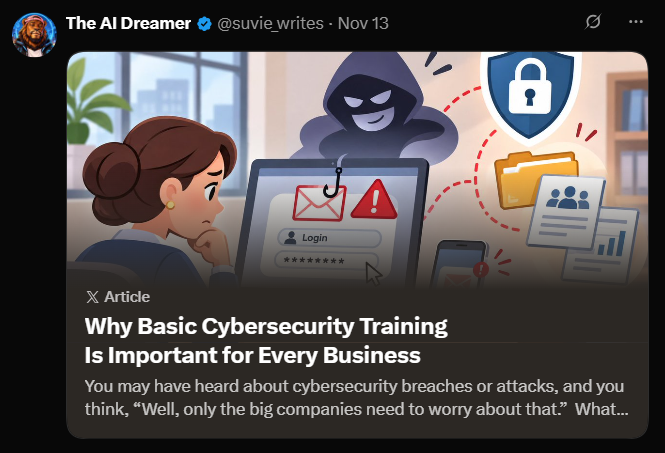 The AI Dreamer @suvie_writes · Nov 13
Login
********
X Article
Why Basic Cybersecurity Training
Is Important for Every Business
You may have heard about cybersecurity breaches or attacks, and you
think, “Well, only the big companies need to worry about that.” What...